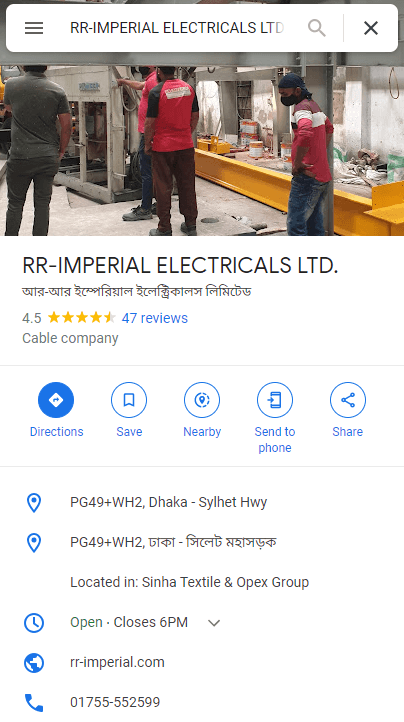 RR-IMPERIAL ELECTRICALS LTD
RR-IMPERIAL ELECTRICALS LTD.
আর-আর ইম্পেরিয়াল ইলেক্ট্রিকালস লিমিটেড
4.5 47 reviews
Cable company
Directions Save Nearby Send to phone Share
PG49+WH2, Dhaka - Sylhet Hwy
PG49+WH2, ঢাকা - সিলেট মহাসড়ক
Located in: Sinha Textile & Opex Group
Open · Closes 6PM
rr-imperial.com
01755-552599